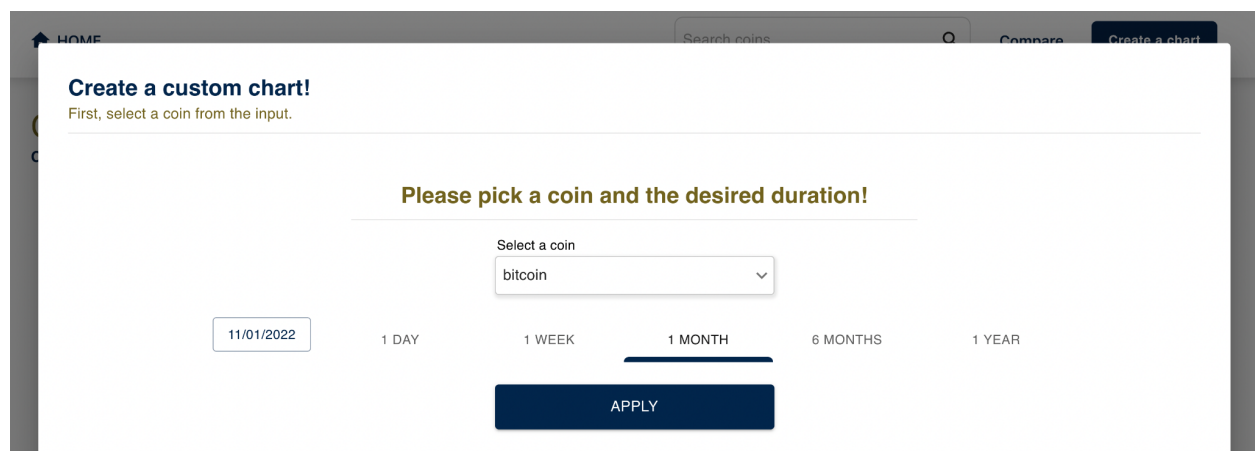 HOME
Search coins
Compare
Create a chart
Create a custom chart!
First, select a coin from the input.
Please pick a coin and the desired duration!
Select a coin
bitcoin
11/01/2022
1 DAY
1 WEEK
1 MONTH
6 MONTHS
1 YEAR
APPLY